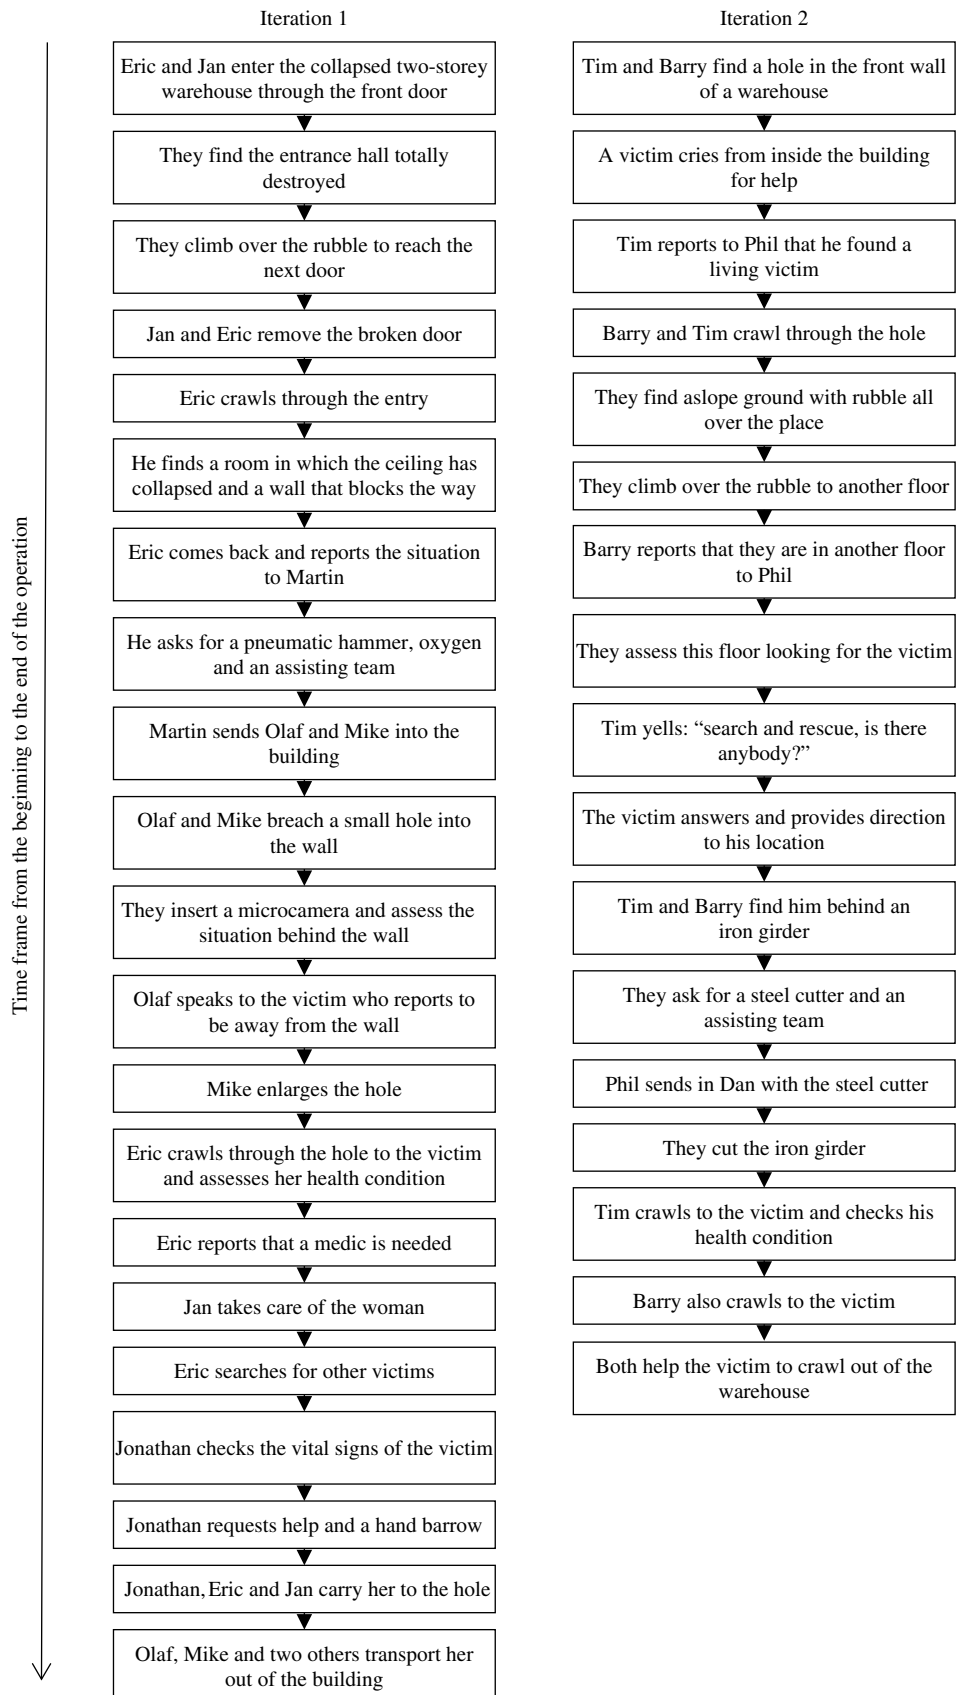 Iteration 1
Eric and Jan enter the collapsed two-storey
warehouse through the front door
They find the entrance hall totally
destroyed
They climb over the rubble to reach the
next door
Jan and Eric remove the broken door
Eric crawls through the entry
He finds a room in which the ceiling has
collapsed and a wall that blocks the way
Eric comes back and reports the situation
to Martin
He asks for a pneumatic hammer, oxygen
and an assisting team
Martin sends Olaf and Mike into the
building
Olaf and Mike breach a small hole into
the wall
They insert a microcamera and assess the
situation behind the wall
Olaf speaks to the victim who reports to
be away from the wall
Mike enlarges the hole
Eric crawls through the hole to the victim
and assesses her health condition
Eric reports that a medic is needed
Jan takes care of the woman
Eric searches for other victims
Jonathan checks the vital signs of the victim
Jonathan requests help and a hand barrow
Jonathan, Eric and Jan carry her to the hole
Olaf, Mike and two others transport her
out of the building
Iteration 2
Tim and Barry find a hole in the front wall
of a warehouse
A victim cries from inside the building
for help
Tim reports to Phil that he found a
living victim
Barry and Tim crawl through the hole
They find aslope ground with rubble all
over the place
They climb over the rubble to another floor
Barry reports that they are in another floor
to Phil
They assess this floor looking for the victim
Tim yells: “search and rescue, is there
anybody?”
The victim answers and provides direction
to his location
Tim and Barry find him behind an
iron girder
They ask for a steel cutter and an
assisting team
Phil sends in Dan with the steel cutter
They cut the iron girder
Tim crawls to the victim and checks his
health condition
Barry also crawls to the victim
Both help the victim to crawl out of the
warehouse
Time frame from the beginning to the end of the operation